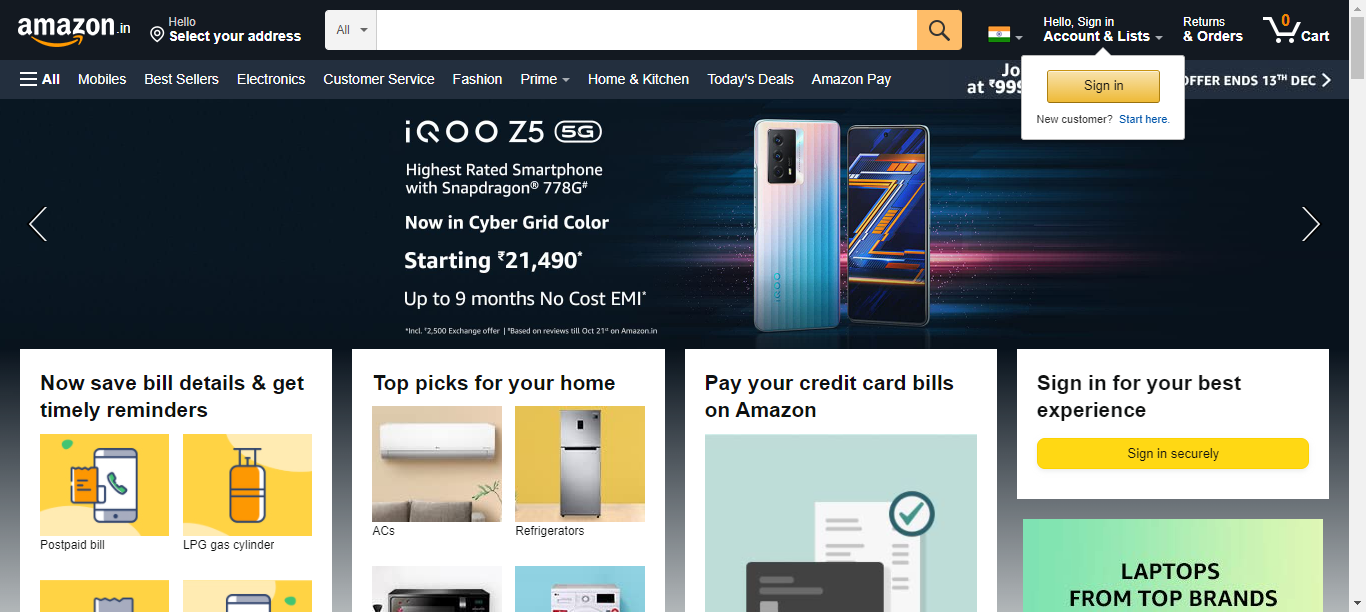 amazon.in
Hello
Select your address
All
Hello, Sign in
Account & Lists
Returns
& Orders
0
Cart
All
Mobiles
Best Sellers
Electronics
Customer Service
Fashion
Prime
Home & Kitchen
Today's Deals
Amazon Pay
Jo
at ₹999
OFFER ENDS 13TH DEC
Sign in
New customer? Start here.
iQOO Z5 5G
Highest Rated Smartphone
with Snapdragon® 778G#
Now in Cyber Grid Color
Starting ₹21,490*
Up to 9 months No Cost EMI*
*Incl. ₹2,500 Exchange offer | #Based on reviews till Oct 21st on Amazon.in
iQOO
Now save bill details & get
timely reminders
Postpaid bill
LPG gas cylinder
Top picks for your home
ACs
Refrigerators
Pay your credit card bills
on Amazon
Sign in for your best
experience
Sign in securely
LAPTOPS
FROM TOP BRANDS